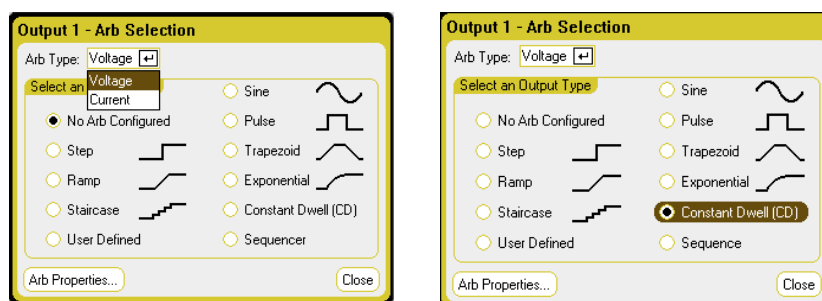 Output 1 - Arb Selection
Arb Type: Voltage
Voltage
Current
Select an
No Arb Configured
Step
Ramp
Staircase
User Defined
Sine
Pulse
Trapezoid
Exponential
Constant Dwell (CD)
Sequencer
Arb Properties...
Close
Output 1 - Arb Selection
Arb Type: Voltage
Select an Output Type
No Arb Configured
Step
Ramp
Staircase
User Defined
Sine
Pulse
Trapezoid
Exponential
Constant Dwell (CD)
Sequence
Arb Properties...
Close